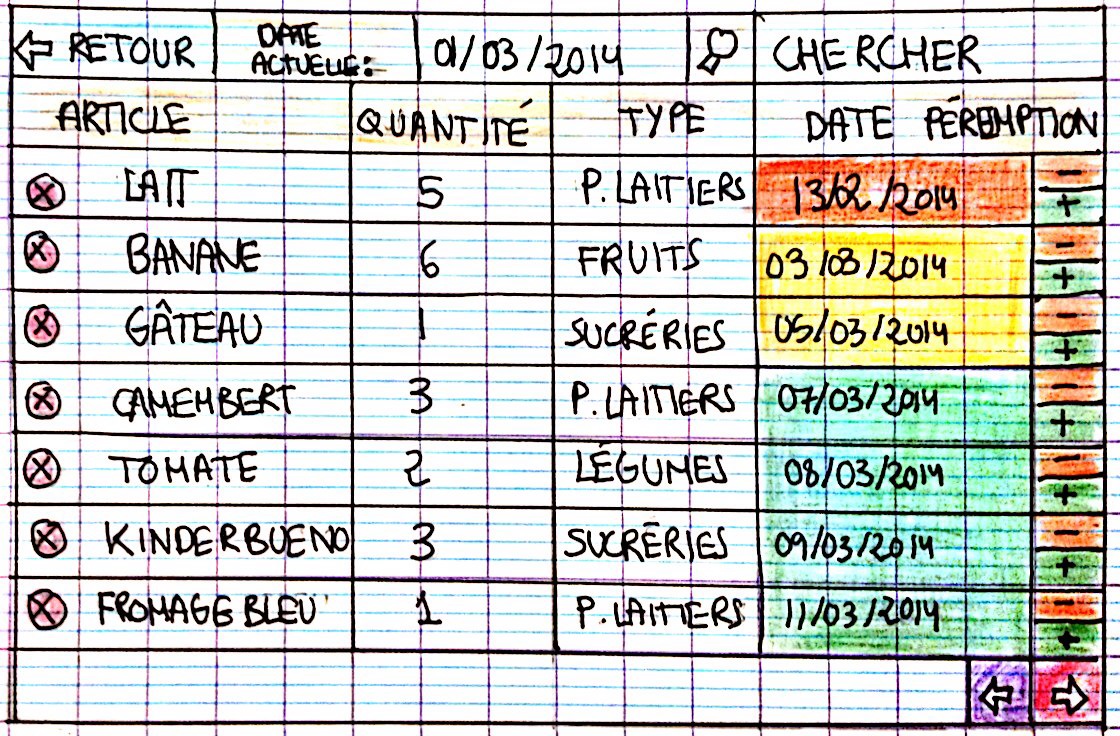 RETOUR DATE ACTUELLE: 01/03/2014 CHERCHER
ARTICLE QUANTITÉ TYPE DATE PÉREMPTION
LAIT 5 P. LAITIERS 13/02/2014 - +
BANANE 6 FRUITS 03/03/2014 - +
GÂTEAU 1 SUCRÉRIES 05/03/2014 - +
CAMEMBERT 3 P. LAITIERS 07/03/2014 - +
TOMATE 2 LÉGUMES 08/03/2014 - +
KINDERBUENO 3 SUCRÉRIES 09/03/2014 - +
FROMAGE BLEU 1 P. LAITIERS 11/03/2014 - +